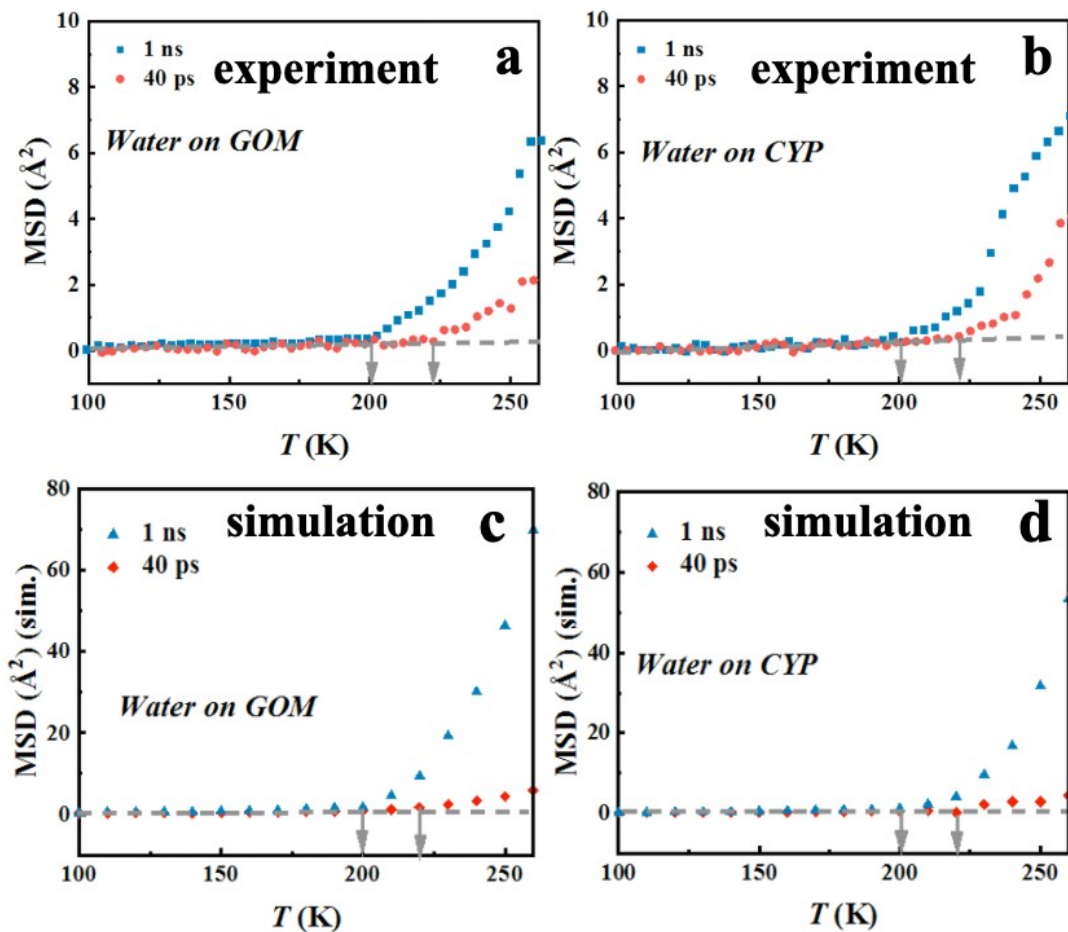 a
experiment
1 ns
40 ps
Water on GOM
MSD (Å²)
10
8
6
4
2
0
100
150
200
250
T (K)
b
experiment
1 ns
40 ps
Water on CYP
MSD (Å²)
10
8
6
4
2
0
100
150
200
250
T (K)
c
simulation
1 ns
40 ps
Water on GOM
MSD (Å²) (sim.)
80
60
40
20
0
100
150
200
250
T (K)
d
simulation
1 ns
40 ps
Water on CYP
MSD (Å²) (sim.)
80
60
40
20
0
100
150
200
250
T (K)